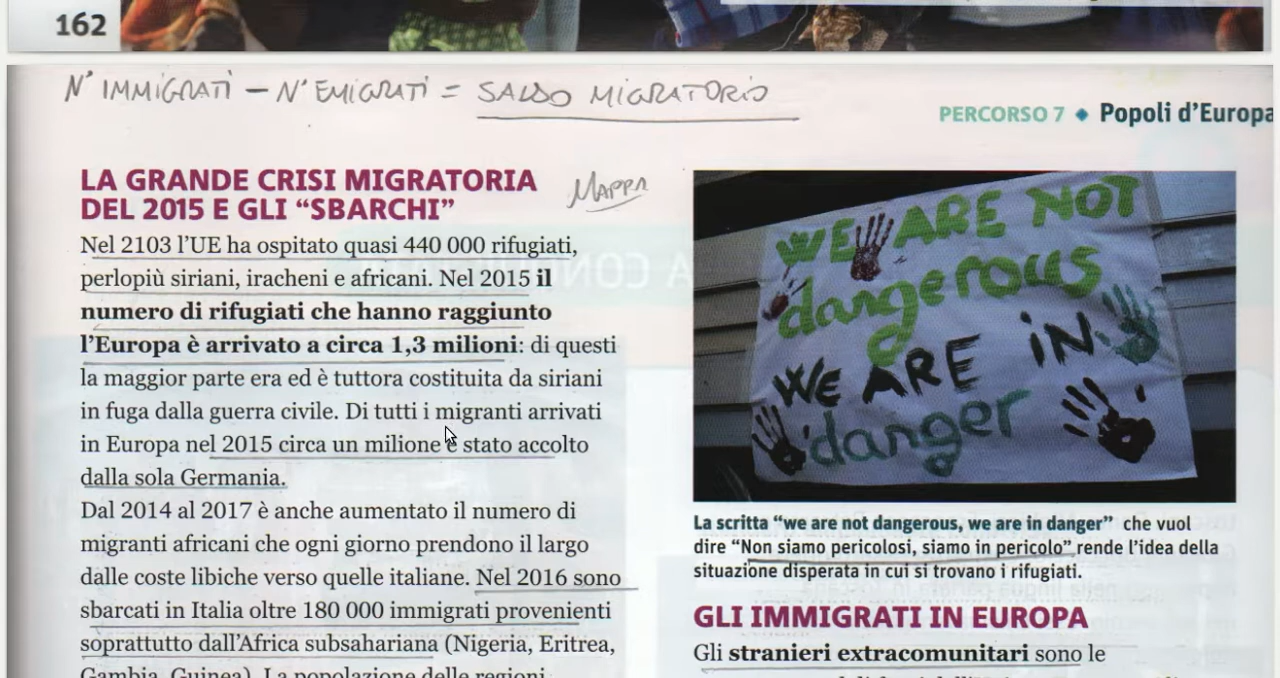 162
N° IMMIGRATI - N° EMIGRATI = SALDO MIGRATORIO
PERCORSO 7 ◆ Popoli d'Europa
LA GRANDE CRISI MIGRATORIA
DEL 2015 E GLI “SBARCHI”
MAPPA
Nel 2103 l'UE ha ospitato quasi 440 000 rifugiati,
perlopiù siriani, iracheni e africani. Nel 2015 il
numero di rifugiati che hanno raggiunto
l'Europa è arrivato a circa 1,3 milioni: di questi
la maggior parte era ed è tuttora costituita da siriani
in fuga dalla guerra civile. Di tutti i migranti arrivati
in Europa nel 2015 circa un milione è stato accolto
dalla sola Germania.
Dal 2014 al 2017 è anche aumentato il numero di
migranti africani che ogni giorno prendono il largo
dalle coste libiche verso quelle italiane. Nel 2016 sono
sbarcati in Italia oltre 180 000 immigrati provenienti
soprattutto dall'Africa subsahariana (Nigeria, Eritrea,
Gambia, Guinea). La popolazione delle regioni
WE ARE NOT
dangerous
WE ARE iN
danger
La scritta “we are not dangerous, we are in danger” che vuol
dire “Non siamo pericolosi, siamo in pericolo” rende l'idea della
situazione disperata in cui si trovano i rifugiati.
GLI IMMIGRATI IN EUROPA
Gli stranieri extracomunitari sono le